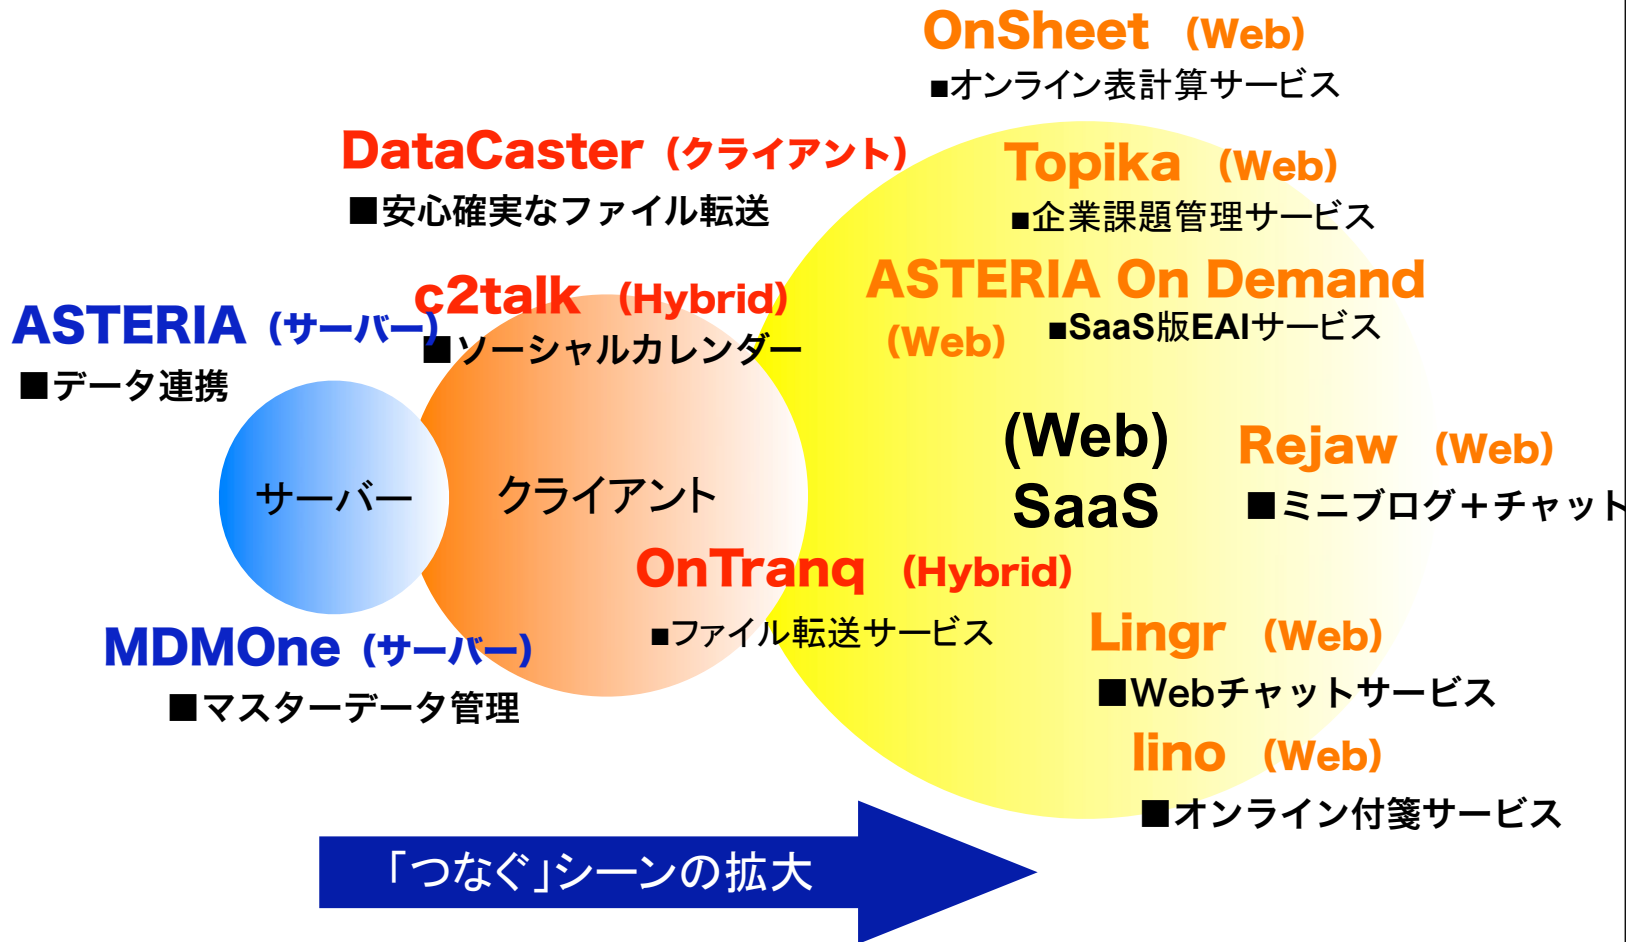 OnSheet (Web)
■オンライン表計算サービス
DataCaster (クライアント)
■安心確実なファイル転送
Topika (Web)
■企業課題管理サービス
ASTERIA On Demand
(Web) ■SaaS版EAIサービス
c2talk (Hybrid)
■ソーシャルカレンダー
ASTERIA (サーバー)
■データ連携
サーバー
クライアント
(Web)
SaaS
Rejaw (Web)
■ミニブログ+チャット
OnTranq (Hybrid)
■ファイル転送サービス
MDMOne (サーバー)
■マスターデータ管理
Lingr (Web)
■Webチャットサービス
lino (Web)
■オンライン付箋サービス
「つなぐ」シーンの拡大